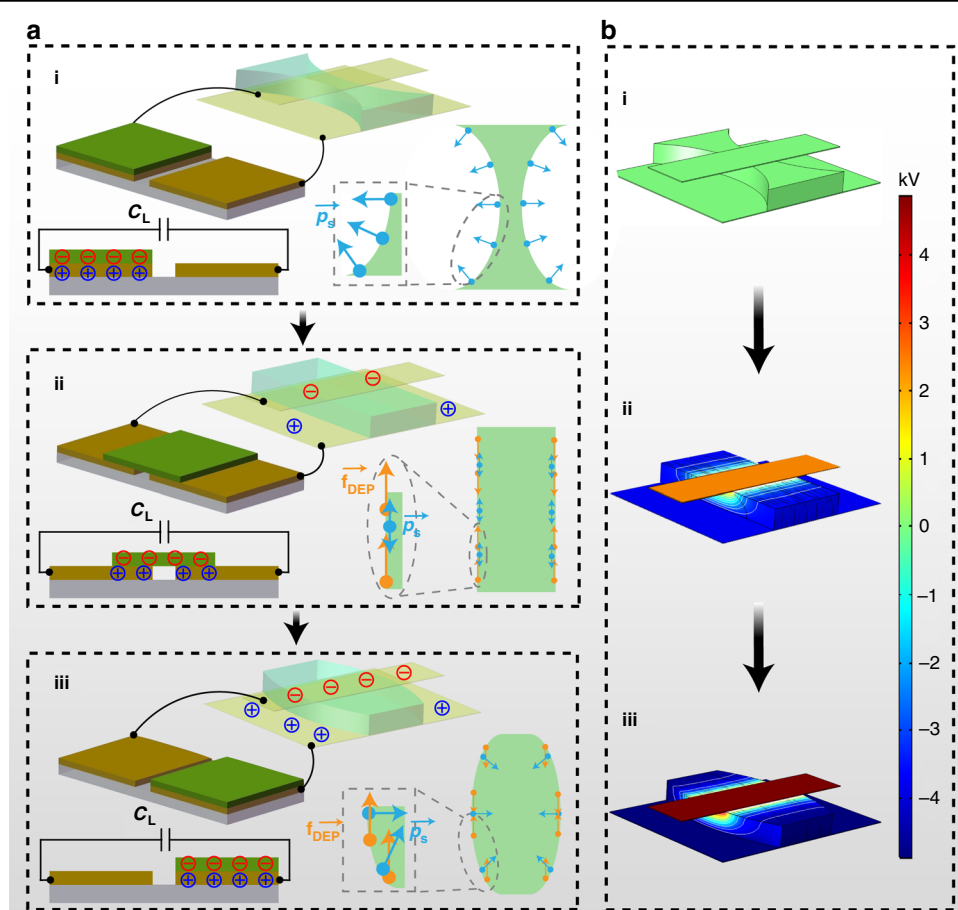 a
i
C_L
⊖ ⊖ ⊖ ⊖
⊕ ⊕ ⊕ ⊕
p_s
ii
⊖ ⊖
⊕ ⊕
C_L
⊖ ⊖ ⊖ ⊖
⊕ ⊕ ⊕ ⊕
f_DEP
p_s
iii
⊖ ⊖ ⊖ ⊖
⊕ ⊕ ⊕ ⊕
C_L
⊖ ⊖ ⊖ ⊖
⊕ ⊕ ⊕ ⊕
f_DEP
p_s
b
i
ii
iii
kV
4
3
2
1
0
−1
−2
−3
−4